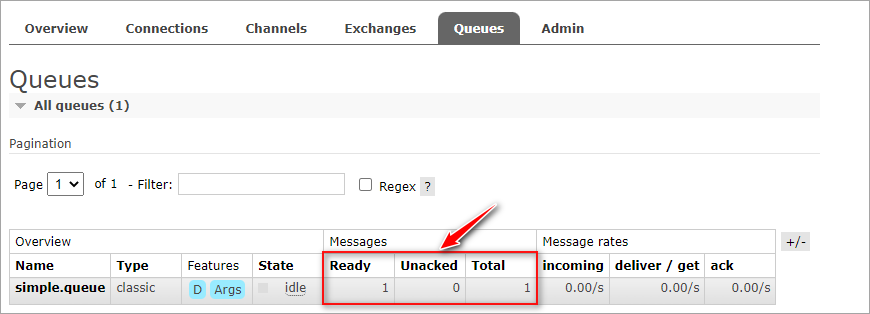 Overview Connections Channels Exchanges Queues Admin
Queues
All queues (1)
Pagination
Page 1 of 1 - Filter: Regex ?
Overview Messages Message rates +/-
Name Type Features State Ready Unacked Total incoming deliver / get ack
simple.queue classic D Args idle 1 0 1 0.00/s 0.00/s 0.00/s